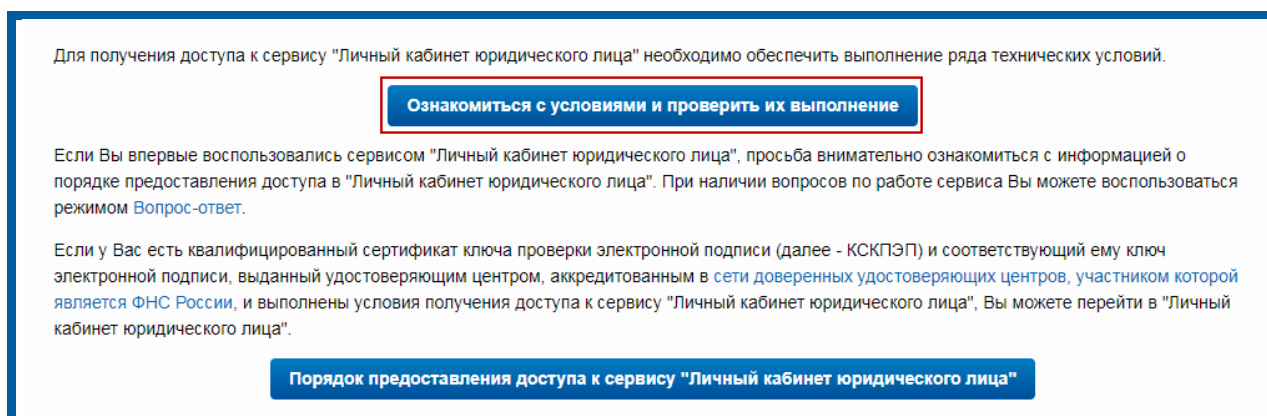 Для получения доступа к сервису "Личный кабинет юридического лица" необходимо обеспечить выполнение ряда технических условий.
Ознакомиться с условиями и проверить их выполнение
Если Вы впервые воспользовались сервисом "Личный кабинет юридического лица", просьба внимательно ознакомиться с информацией о
порядке предоставления доступа в "Личный кабинет юридического лица". При наличии вопросов по работе сервиса Вы можете воспользоваться
режимом Вопрос-ответ.
Если у Вас есть квалифицированный сертификат ключа проверки электронной подписи (далее - КСКПЭП) и соответствующий ему ключ
электронной подписи, выданный удостоверяющим центром, аккредитованным в сети доверенных удостоверяющих центров, участником которой
является ФНС России, и выполнены условия получения доступа к сервису "Личный кабинет юридического лица", Вы можете перейти в "Личный
кабинет юридического лица".
Порядок предоставления доступа к сервису "Личный кабинет юридического лица"